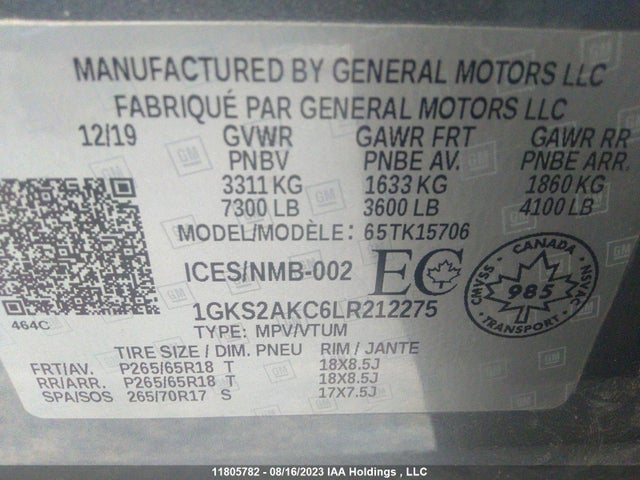 MANUFACTURED BY GENERAL MOTORS LLC
FABRIQUÉ PAR GENERAL MOTORS LLC
12/19 GVWR GAWR FRT GAWR RR
PNBV PNBE AV. PNBE ARR.
3311 KG 1633 KG 1860 KG
7300 LB 3600 LB 4100 LB
MODEL/MODÈLE: 65TK15706
ICES/NMB-002 EC
CANADA
CMVSS NSVAC
985
TRANSPORT
464C
1GKS2AKC6LR212275
TYPE: MPV/VTUM
TIRE SIZE / DIM. PNEU RIM / JANTE
FRT/AV. P265/65R18 T 18X8.5J
RR/ARR. P265/65R18 T 18X8.5J
SPA/SOS 265/70R17 S 17X7.5J
11805782 - 08/16/2023 IAA Holdings , LLC